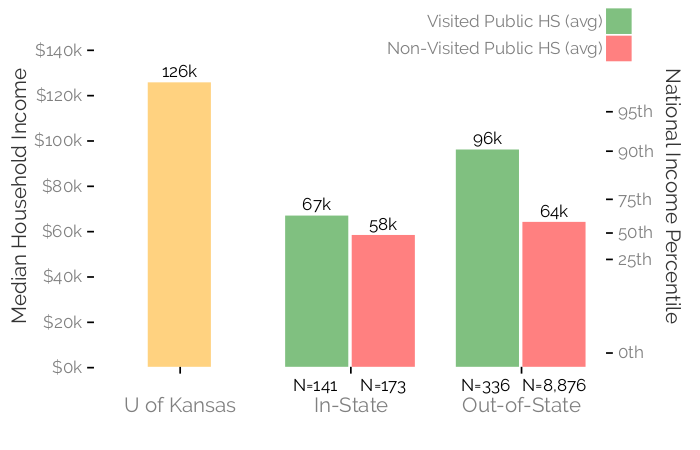 Visited Public HS (avg)
Non-Visited Public HS (avg)
Median Household Income
$140k
$120k
$100k
$80k
$60k
$40k
$20k
$0k
126k
67k
58k
96k
64k
N=141
N=173
N=336
N=8,876
U of Kansas
In-State
Out-of-State
95th
90th
75th
50th
25th
0th
National Income Percentile